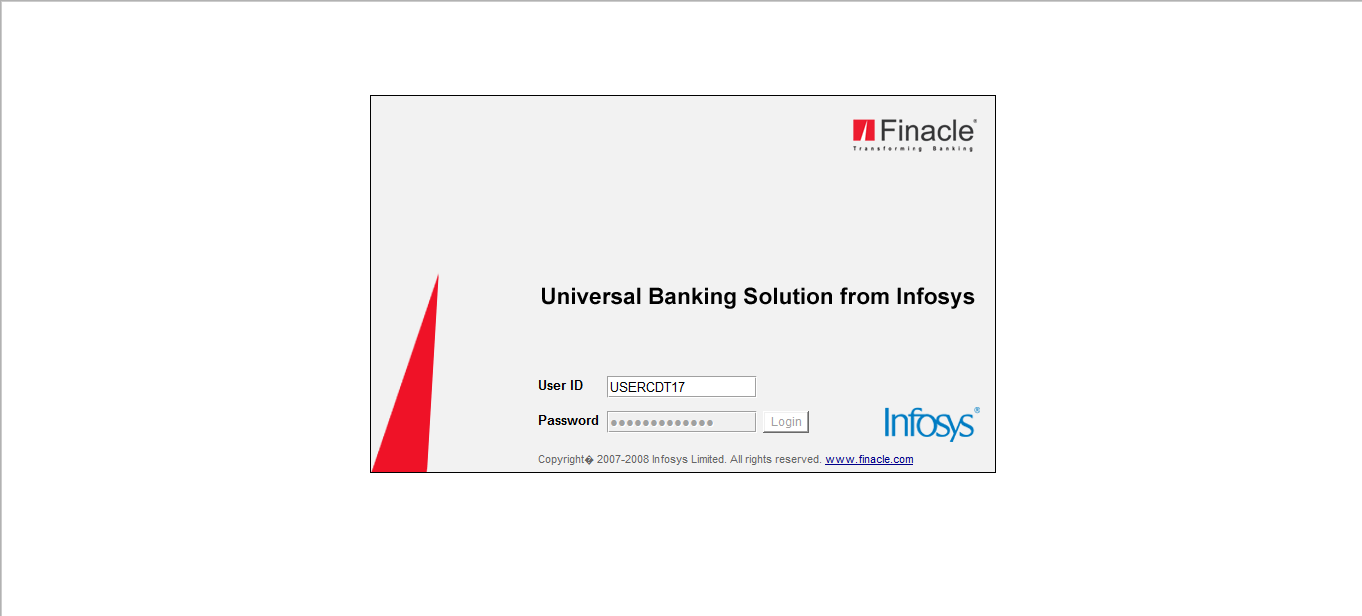 Finacle®
Transforming Banking
Universal Banking Solution from Infosys
User ID USERCDT17
Password ●●●●●●●●●●●●● Login
Infosys®
Copyright� 2007-2008 Infosys Limited. All rights reserved. www.finacle.com